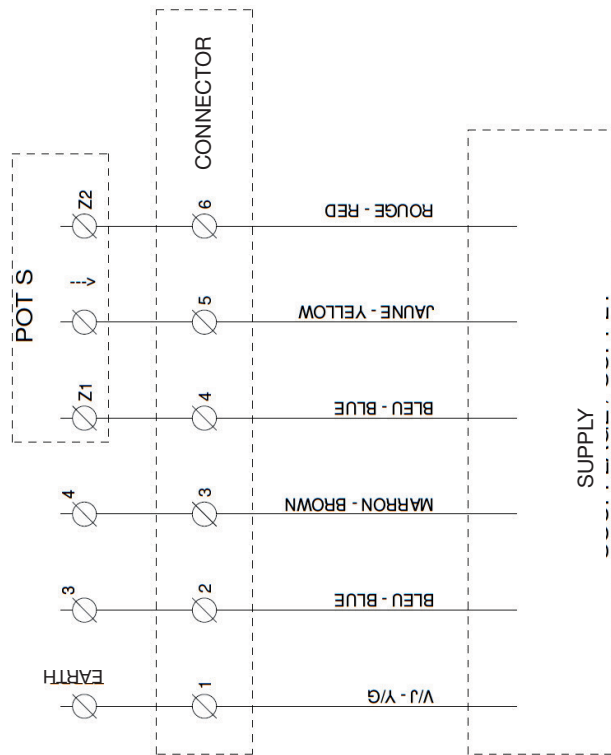 CONNECTOR
POT S
Z2
6
ROUGE - RED
--->
5
JAUNE - YELLOW
Z1
4
BLEU - BLUE
4
3
MARRON - BROWN
3
2
BLEU - BLUE
EARTH
1
V/J - Y/G
SUPPLY